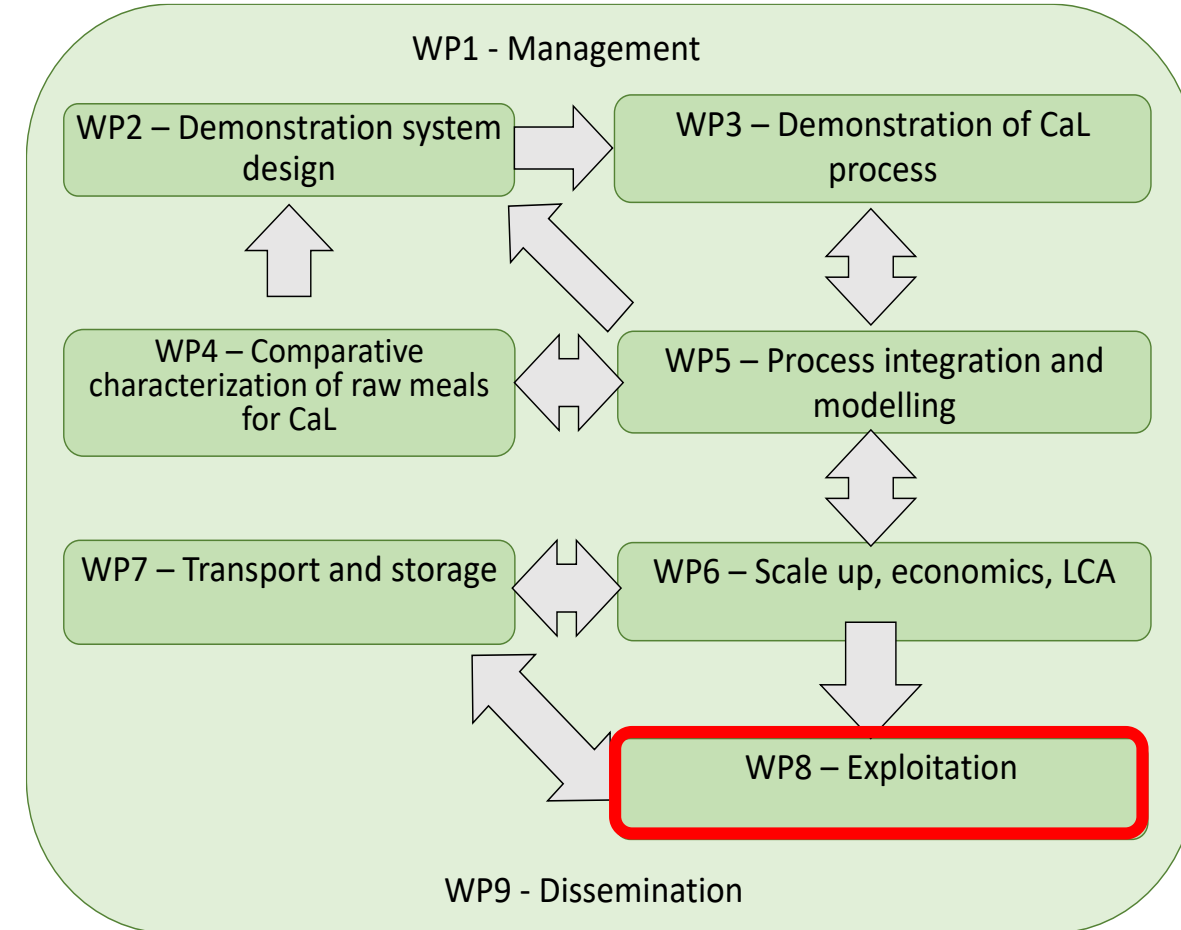 WP1 - Management
WP2 – Demonstration system
design
WP3 – Demonstration of CaL
process
WP4 – Comparative
characterization of raw meals
for CaL
WP5 – Process integration and
modelling
WP7 – Transport and storage
WP6 – Scale up, economics, LCA
WP8 – Exploitation
WP9 - Dissemination